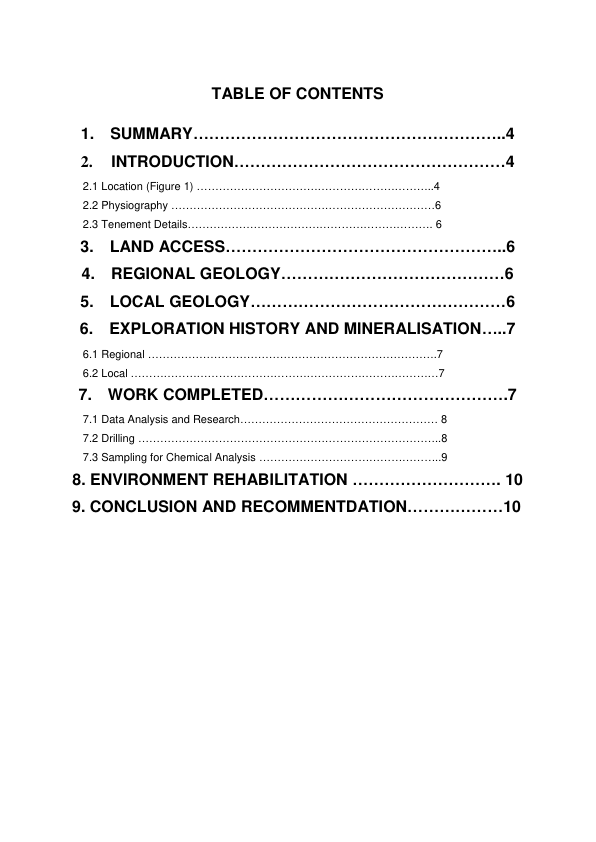 TABLE OF CONTENTS
1. SUMMARY……………………………………………………..4
2. INTRODUCTION……………………………………………4
2.1 Location (Figure 1) …………………………………………………………..4
2.2 Physiography …………………………………………………………………6
2.3 Tenement Details……………………………………………………………. 6
3. LAND ACCESS………………………………………………..6
4. REGIONAL GEOLOGY……………………………………6
5. LOCAL GEOLOGY…………………………………………6
6. EXPLORATION HISTORY AND MINERALISATION…..7
6.1 Regional ……………………………………………………………………….7
6.2 Local ……………………………………………………………………………7
7. WORK COMPLETED……………………………………….7
7.1 Data Analysis and Research………………………………………………… 8
7.2 Drilling …………………………………………………………………………..8
7.3 Sampling for Chemical Analysis ……………………………………………..9
8. ENVIRONMENT REHABILITATION ………………………. 10
9. CONCLUSION AND RECOMMENTDATION………………10